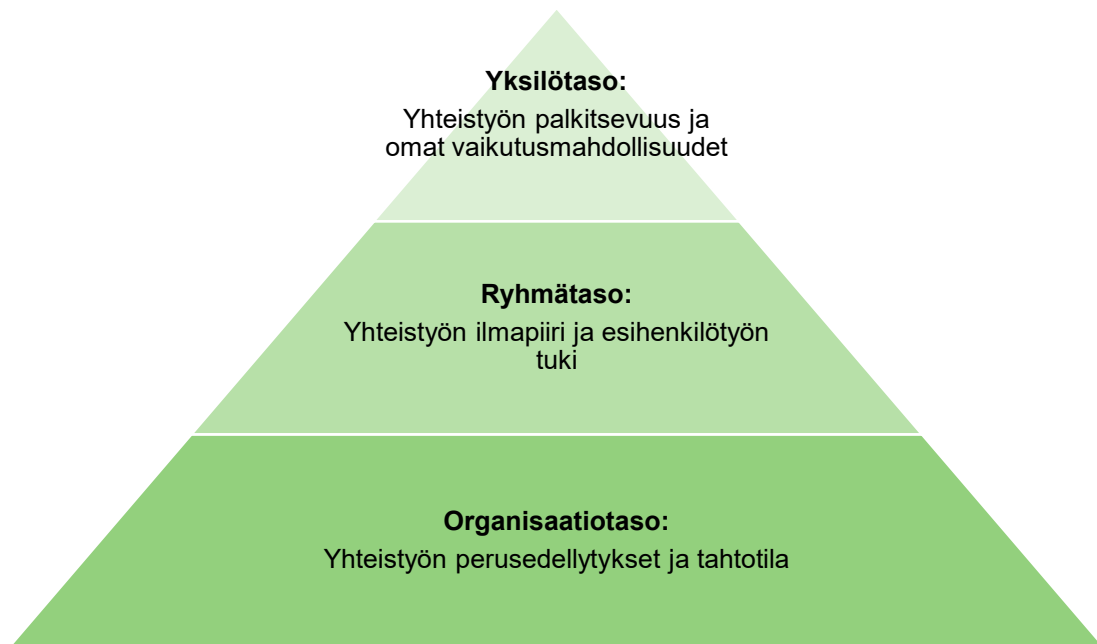 Yksilötaso:
Yhteistyön palkitsevuus ja
omat vaikutusmahdollisuudet
Ryhmätaso:
Yhteistyön ilmapiiri ja esihenkilötyön
tuki
Organisaatiotaso:
Yhteistyön perusedellytykset ja tahtotila